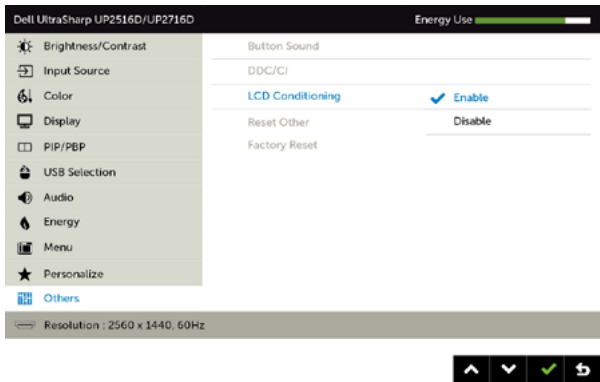 Dell UltraSharp UP2516D/UP2716D Energy Use
Brightness/Contrast Button Sound
Input Source DDC/CI
Color LCD Conditioning Enable
Display Reset Other Disable
PIP/PBP Factory Reset
USB Selection
Audio
Energy
Menu
Personalize
Others
Resolution : 2560 x 1440, 60Hz